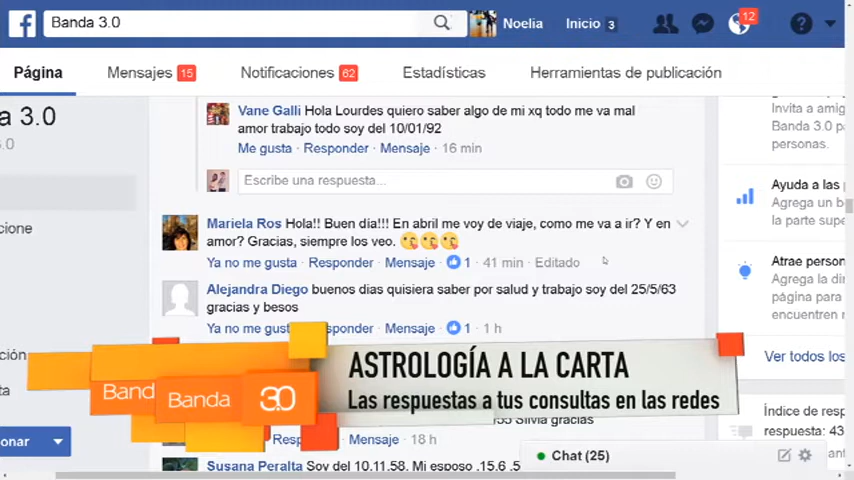 Banda 3.0
Noelia
Inicio 3
12
Página
Mensajes 15
Notificaciones 62
Estadísticas
Herramientas de publicación
a 3.0
3.0
Vane Galli Hola Lourdes quiero saber algo de mi xq todo me va mal
amor trabajo todo soy del 10/01/92
Me gusta · Responder · Mensaje · 16 min
Escribe una respuesta...
Mariela Ros Hola!! Buen día!!! En abril me voy de viaje, como me va a ir? Y en
amor? Gracias, siempre los veo.
Ya no me gusta · Responder · Mensaje · 1 · 41 min · Editado
Alejandra Diego buenos dias quisiera saber por salud y trabajo soy del 25/5/63
gracias y besos
Ya no me gust Responder · Mensaje · 1 · 1 h
ASTROLOGÍA A LA CARTA
Las respuestas a tus consultas en las redes
Band
Banda 3.0
Silvia gracias
Resp Mensaje · 18 h
Susana Peralta Soy del 10.11.58. Mi esposo .15.6 .5
Chat (25)
Invita a amig
Banda 3.0 pa
personas.
Ayuda a las
Agrega un b
la parte supe
Atrae person
Agrega la di
página para
encuentren
Ver todos los
Índice de resp
respuesta: 43
cione
ción
ta
onar